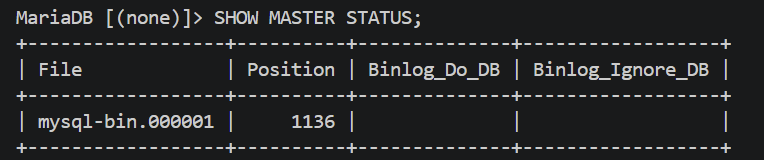 MariaDB [(none)]> SHOW MASTER STATUS;
+------------------+----------+--------------+------------------+
| File             | Position | Binlog_Do_DB | Binlog_Ignore_DB |
+------------------+----------+--------------+------------------+
| mysql-bin.000001 |     1136 |              |                  |
+------------------+----------+--------------+------------------+